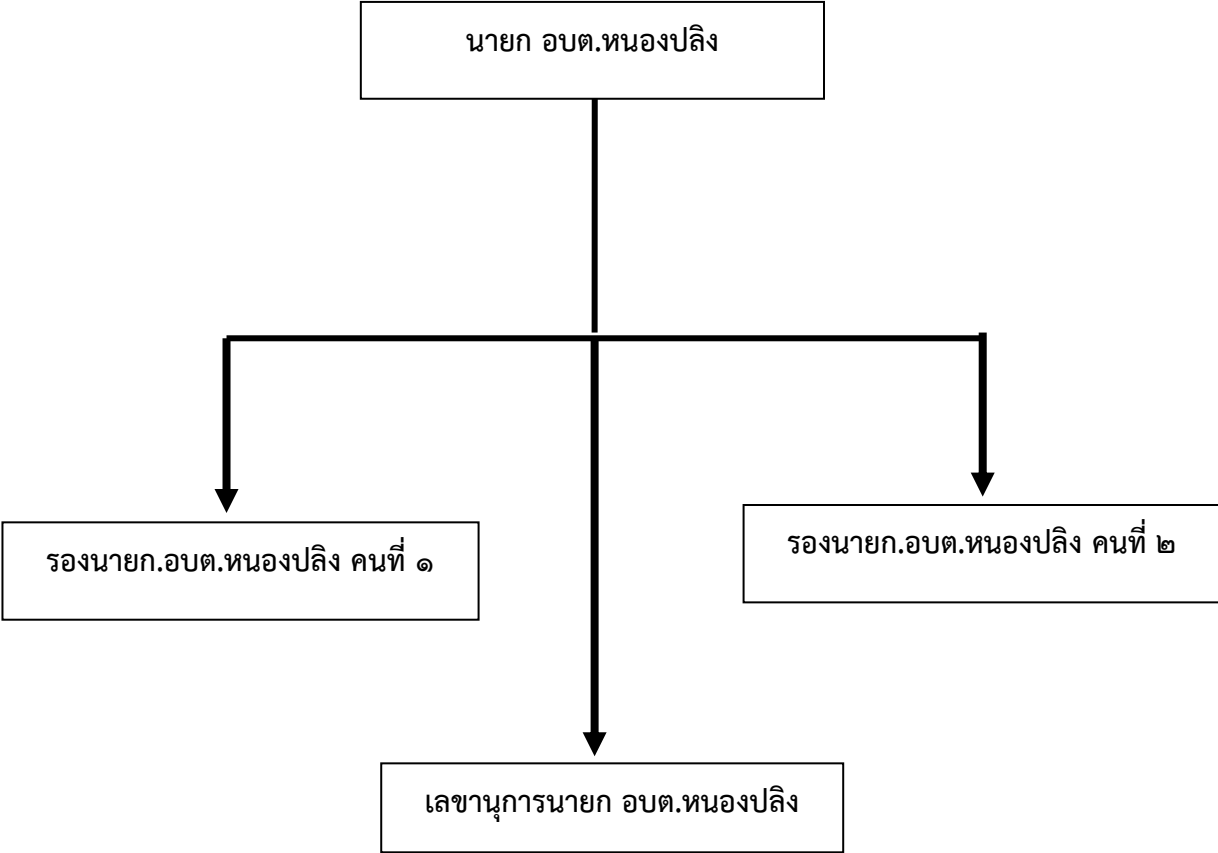 นายก อบต.หนองปลิง
รองนายก.อบต.หนองปลิง คนที่ ๑
รองนายก.อบต.หนองปลิง คนที่ ๒
เลขานุการนายก อบต.หนองปลิง